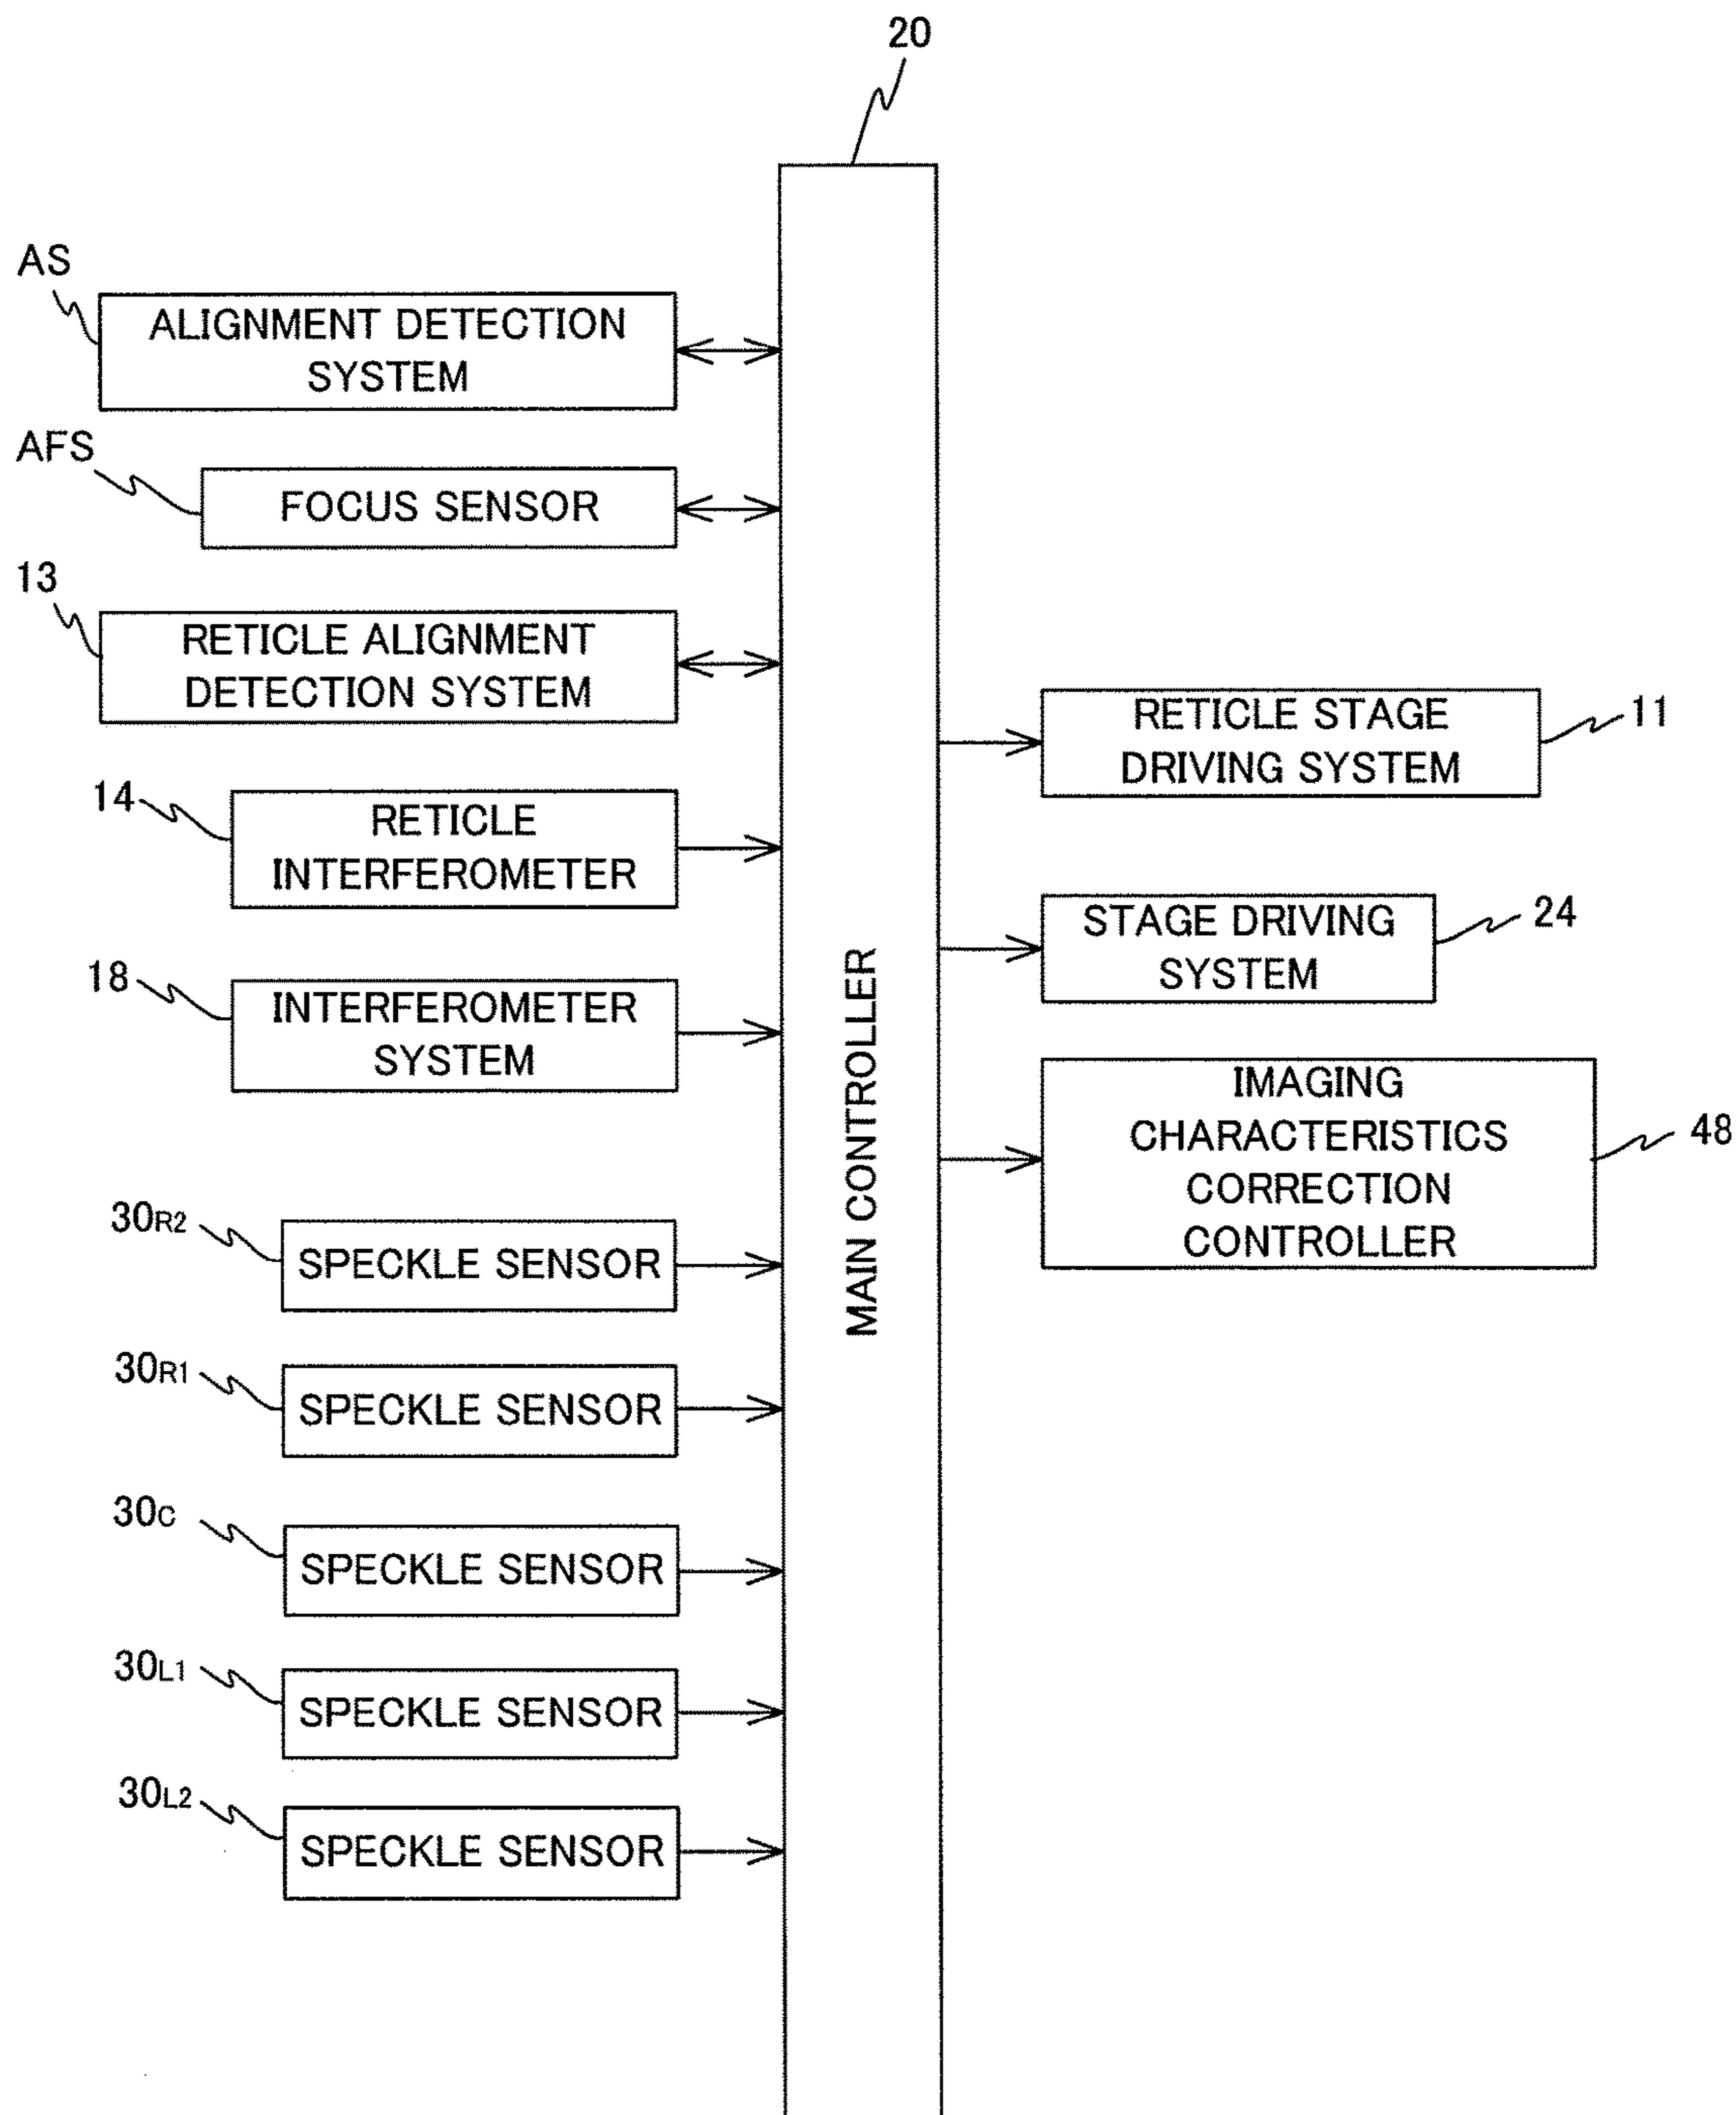 20
AS
ALIGNMENT DETECTION
SYSTEM
AFS
FOCUS SENSOR
13
RETICLE ALIGNMENT
DETECTION SYSTEM
14
RETICLE
INTERFEROMETER
18
INTERFEROMETER
SYSTEM
30R2
SPECKLE SENSOR
30R1
SPECKLE SENSOR
30C
SPECKLE SENSOR
30L1
SPECKLE SENSOR
30L2
SPECKLE SENSOR
MAIN CONTROLLER
RETICLE STAGE
DRIVING SYSTEM
11
STAGE DRIVING
SYSTEM
24
IMAGING
CHARACTERISTICS
CORRECTION
CONTROLLER
48